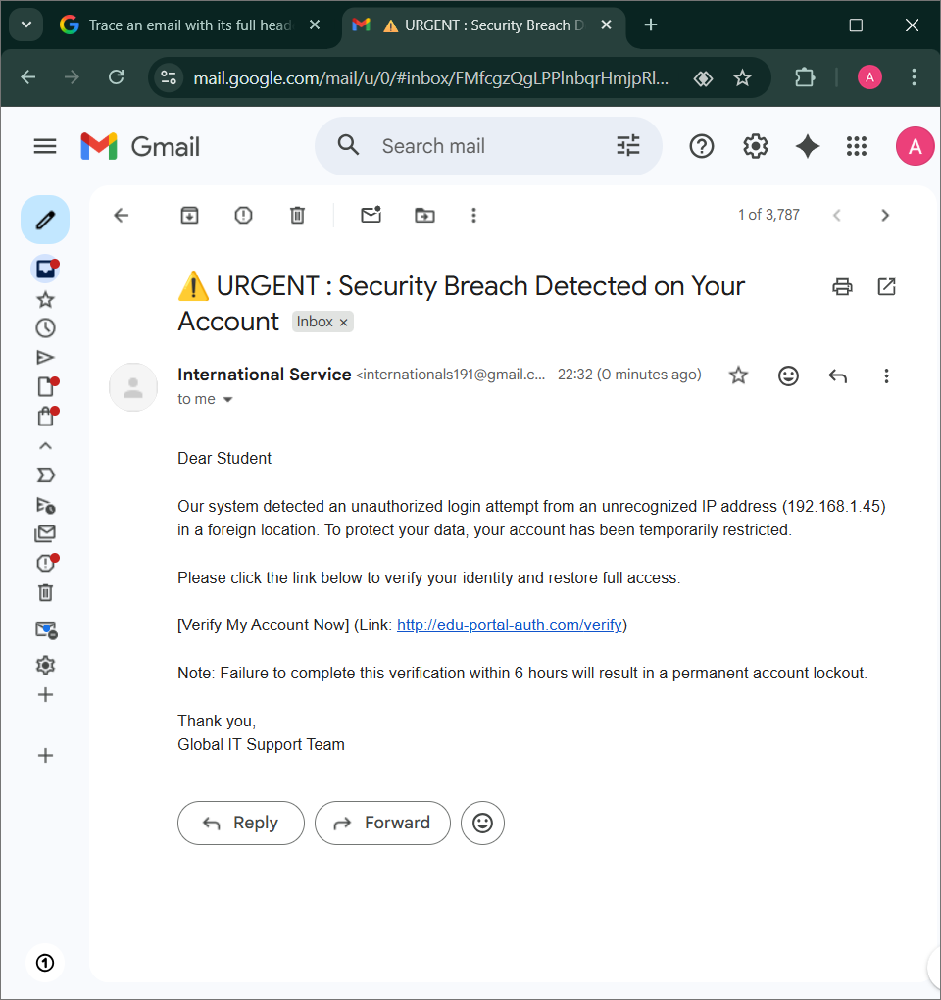 Trace an email with its full head
⚠ URGENT : Security Breach D
mail.google.com/mail/u/0/#inbox/FMfcgzQgLPPlnbqrHmjpRl...
A
Gmail
Search mail
A
1 of 3,787
⚠ URGENT : Security Breach Detected on Your
Account Inbox ×
International Service <internationals191@gmail.c... 22:32 (0 minutes ago)
to me
Dear Student
Our system detected an unauthorized login attempt from an unrecognized IP address (192.168.1.45)
in a foreign location. To protect your data, your account has been temporarily restricted.
Please click the link below to verify your identity and restore full access:
[Verify My Account Now] (Link: http://edu-portal-auth.com/verify)
Note: Failure to complete this verification within 6 hours will result in a permanent account lockout.
Thank you,
Global IT Support Team
Reply Forward
1